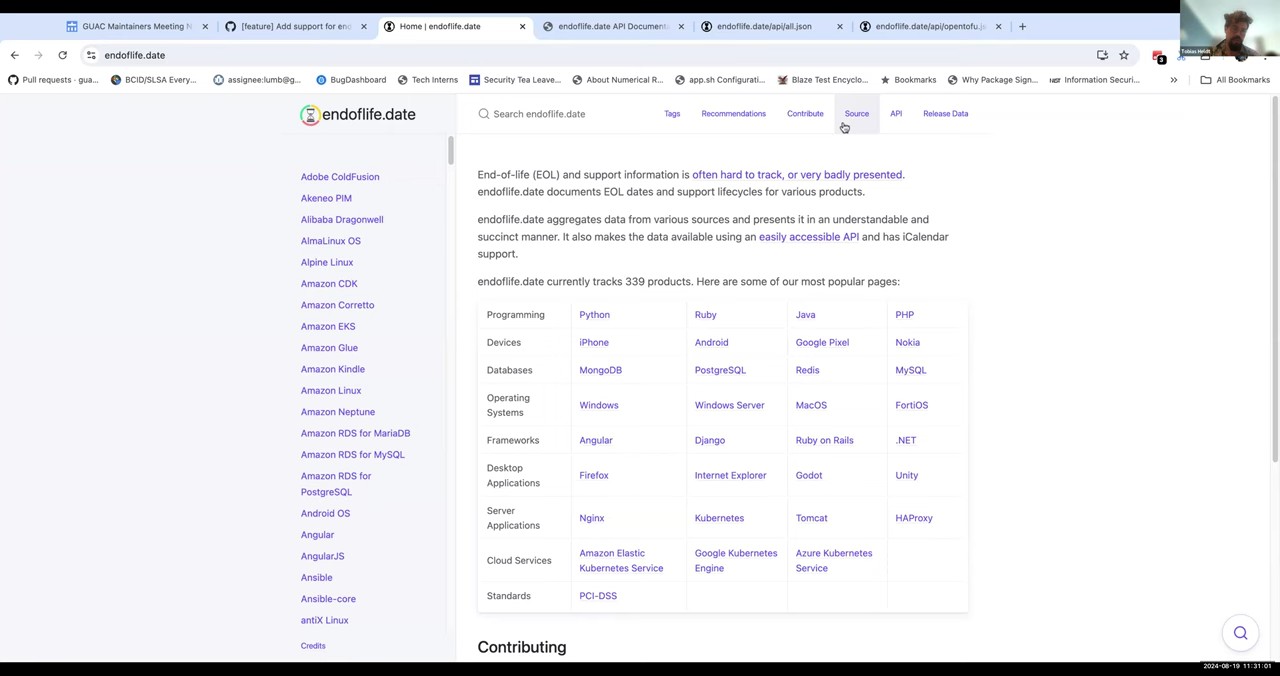 GUAC Maintainers Meeting N
[feature] Add support for end
Home | endoflife.date
endoflife.date API Documenta
endoflife.date/api/all.json
endoflife.date/api/opentofu.js
Tobias Heldt
endoflife.date
3
Pull requests · gua...
BCID/SLSA Every...
assignee:lumb@g...
BugDashboard
Tech Interns
Security Tea Leave...
About Numerical R...
app.sh Configurati...
Blaze Test Encyclo...
Bookmarks
Why Package Sign...
Information Securi...
»
All Bookmarks
endoflife.date
Search endoflife.date
Tags
Recommendations
Contribute
Source
API
Release Data
Adobe ColdFusion
Akeneo PIM
Alibaba Dragonwell
AlmaLinux OS
Alpine Linux
Amazon CDK
Amazon Corretto
Amazon EKS
Amazon Glue
Amazon Kindle
Amazon Linux
Amazon Neptune
Amazon RDS for MariaDB
Amazon RDS for MySQL
Amazon RDS for
PostgreSQL
Android OS
Angular
AngularJS
Ansible
Ansible-core
antiX Linux
Credits
End-of-life (EOL) and support information is often hard to track, or very badly presented.
endoflife.date documents EOL dates and support lifecycles for various products.
endoflife.date aggregates data from various sources and presents it in an understandable and
succinct manner. It also makes the data available using an easily accessible API and has iCalendar
support.
endoflife.date currently tracks 339 products. Here are some of our most popular pages:
Programming Python Ruby Java PHP
Devices iPhone Android Google Pixel Nokia
Databases MongoDB PostgreSQL Redis MySQL
Operating
Systems Windows Windows Server MacOS FortiOS
Frameworks Angular Django Ruby on Rails .NET
Desktop
Applications Firefox Internet Explorer Godot Unity
Server
Applications Nginx Kubernetes Tomcat HAProxy
Cloud Services Amazon Elastic Google Kubernetes Azure Kubernetes
Kubernetes Service Engine Service
Standards PCI-DSS
Contributing
2024-08-19 11:31:01